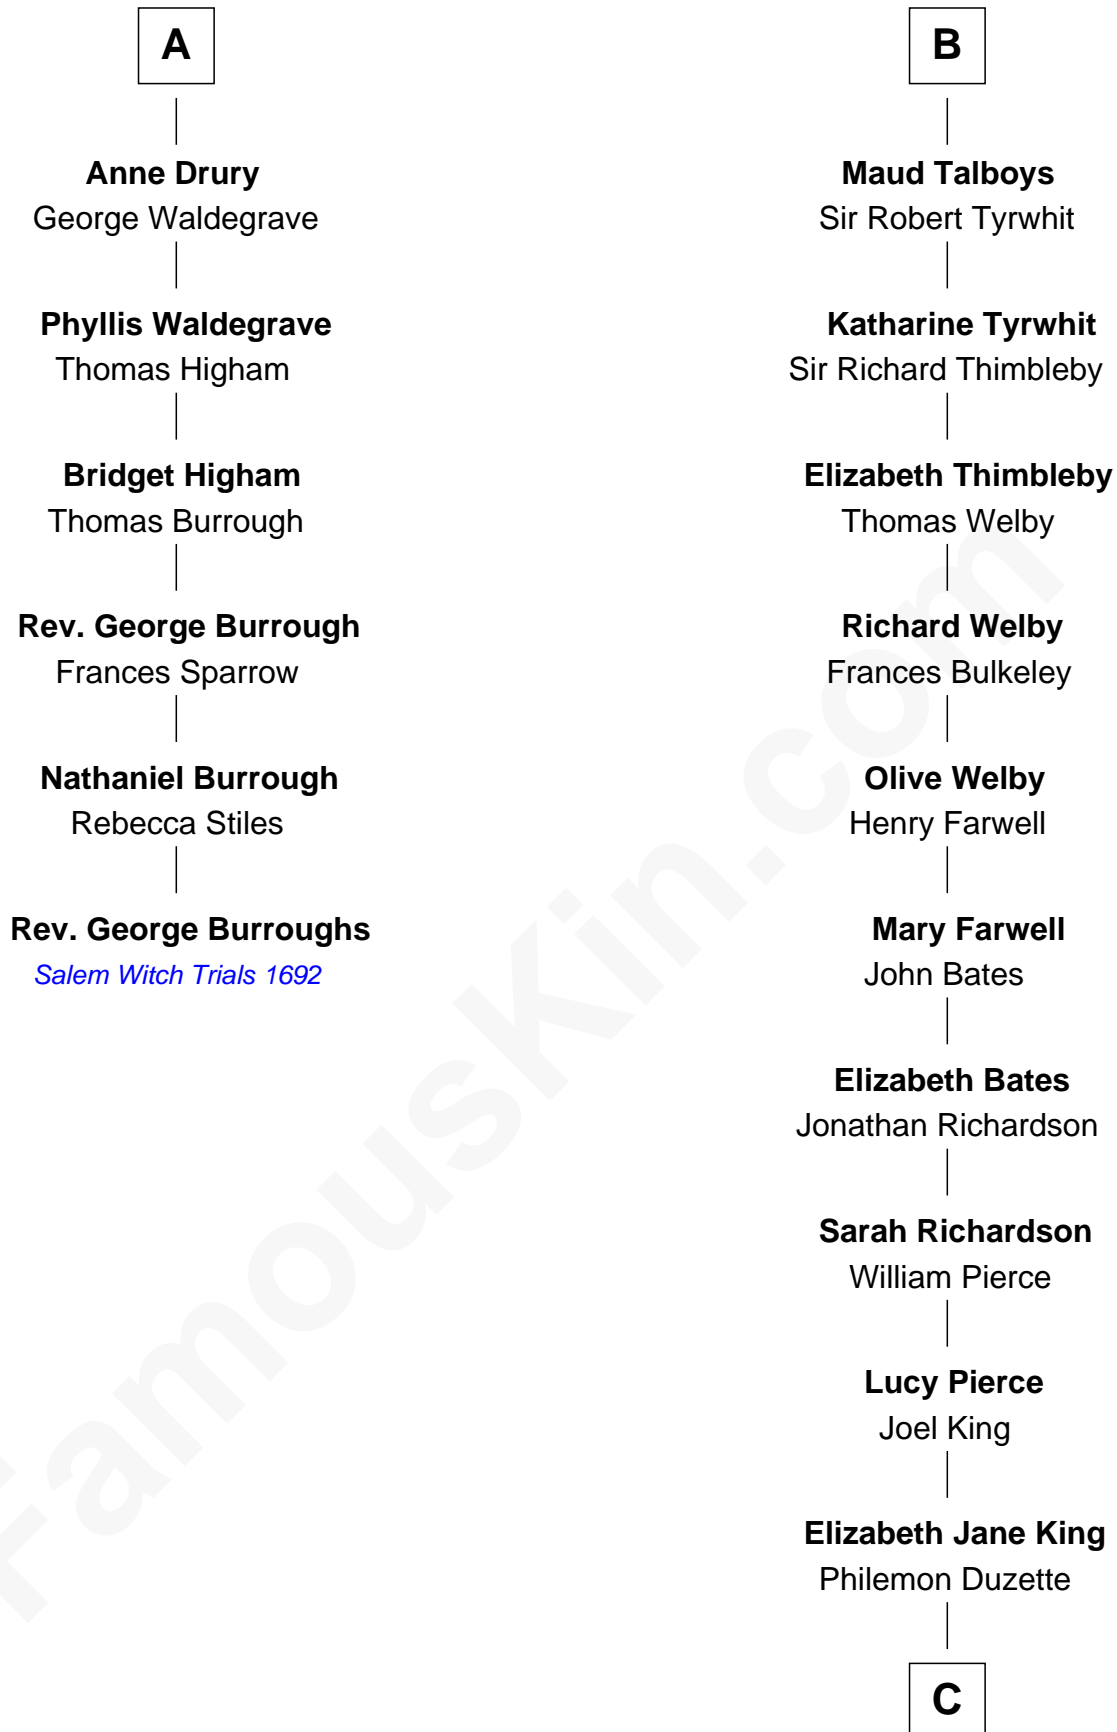 A
Anne Drury
George Waldegrave
Phyllis Waldegrave
Thomas Higham
Bridget Higham
Thomas Burrough
Rev. George Burrough
Frances Sparrow
Nathaniel Burrough
Rebecca Stiles
Rev. George Burroughs
Salem Witch Trials 1692
B
Maud Talboys
Sir Robert Tyrwhit
Katharine Tyrwhit
Sir Richard Thimbleby
Elizabeth Thimbleby
Thomas Welby
Richard Welby
Frances Bulkeley
Olive Welby
Henry Farwell
Mary Farwell
John Bates
Elizabeth Bates
Jonathan Richardson
Sarah Richardson
William Pierce
Lucy Pierce
Joel King
Elizabeth Jane King
Philemon Duzette
C
FamousKin.com